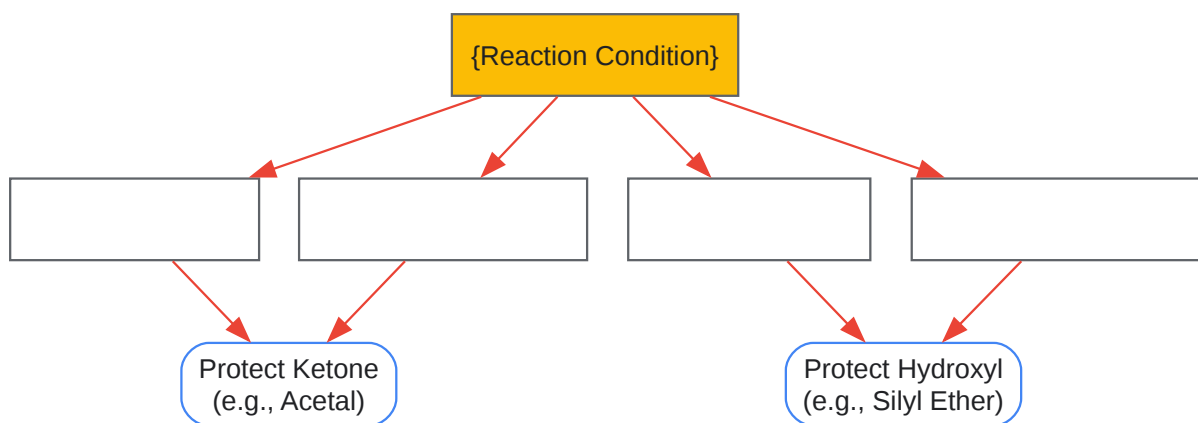 {Reaction Condition}
Protect Ketone
(e.g., Acetal)
Protect Hydroxyl
(e.g., Silyl Ether)